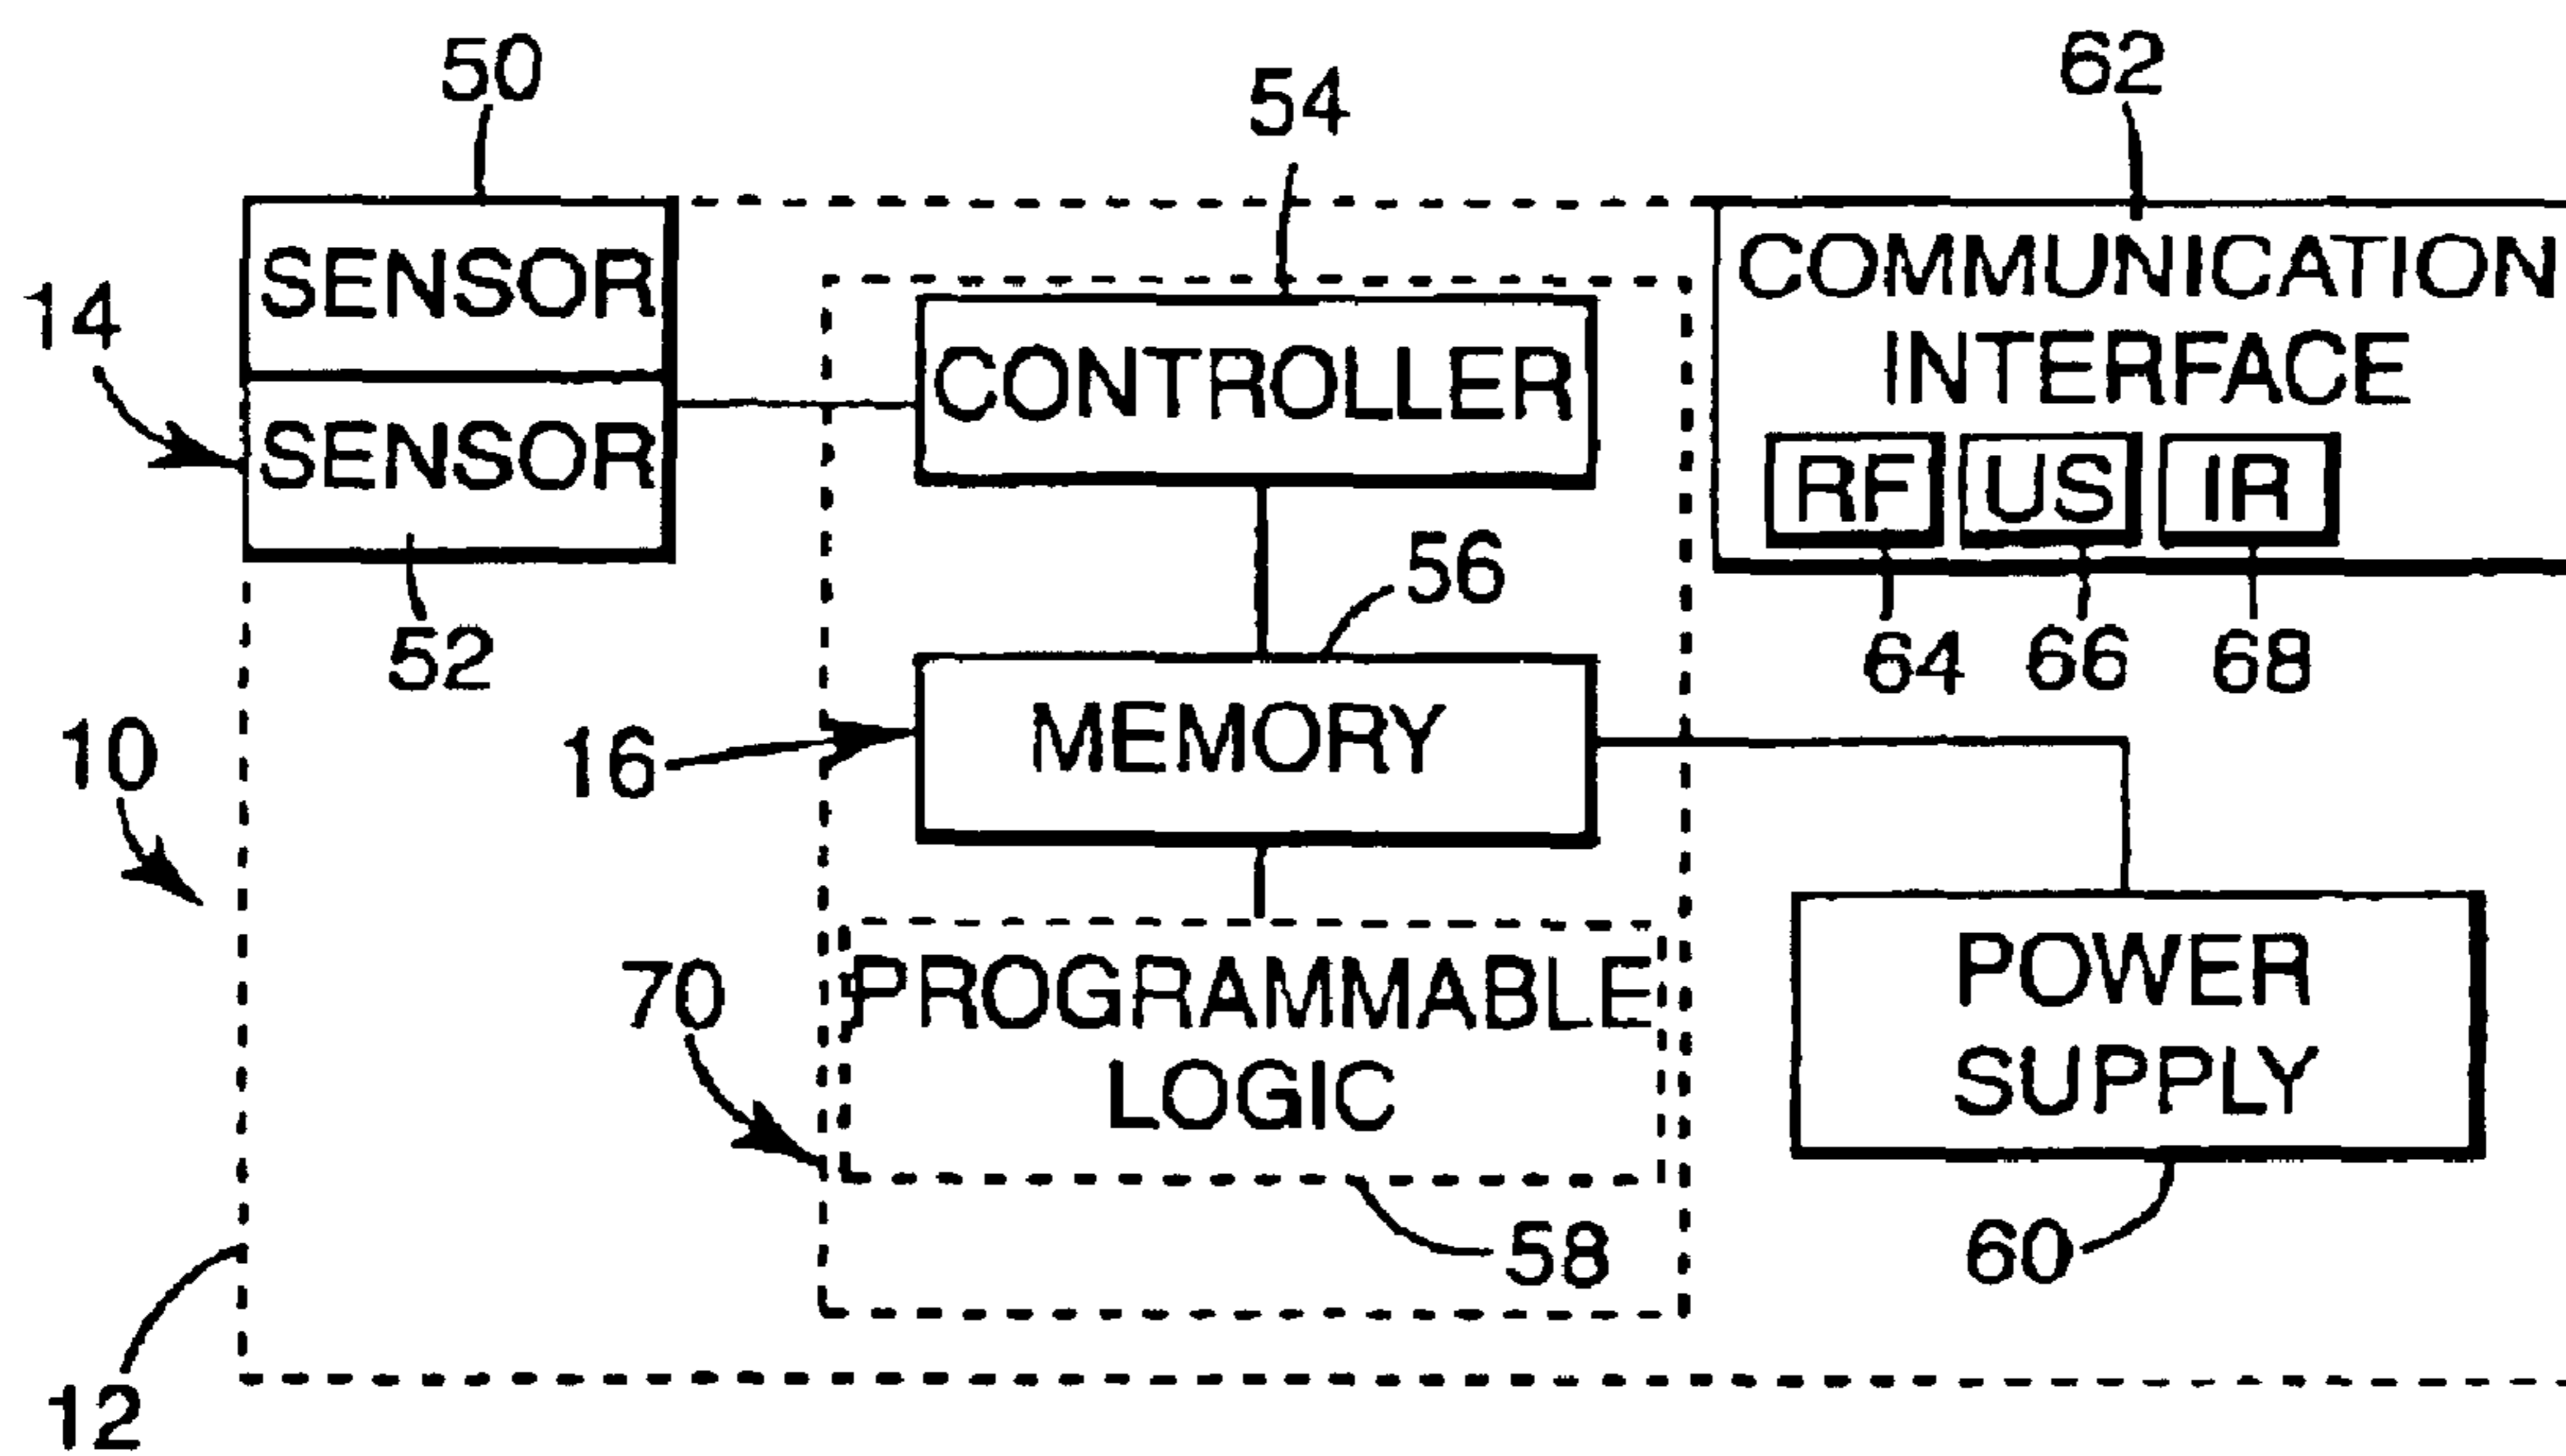 50
54
62
SENSOR
COMMUNICATION
INTERFACE
14
SENSOR
CONTROLLER
RF US IR
52
56
64 66 68
10
16
MEMORY
70
PROGRAMMABLE
LOGIC
POWER
SUPPLY
58
60
12